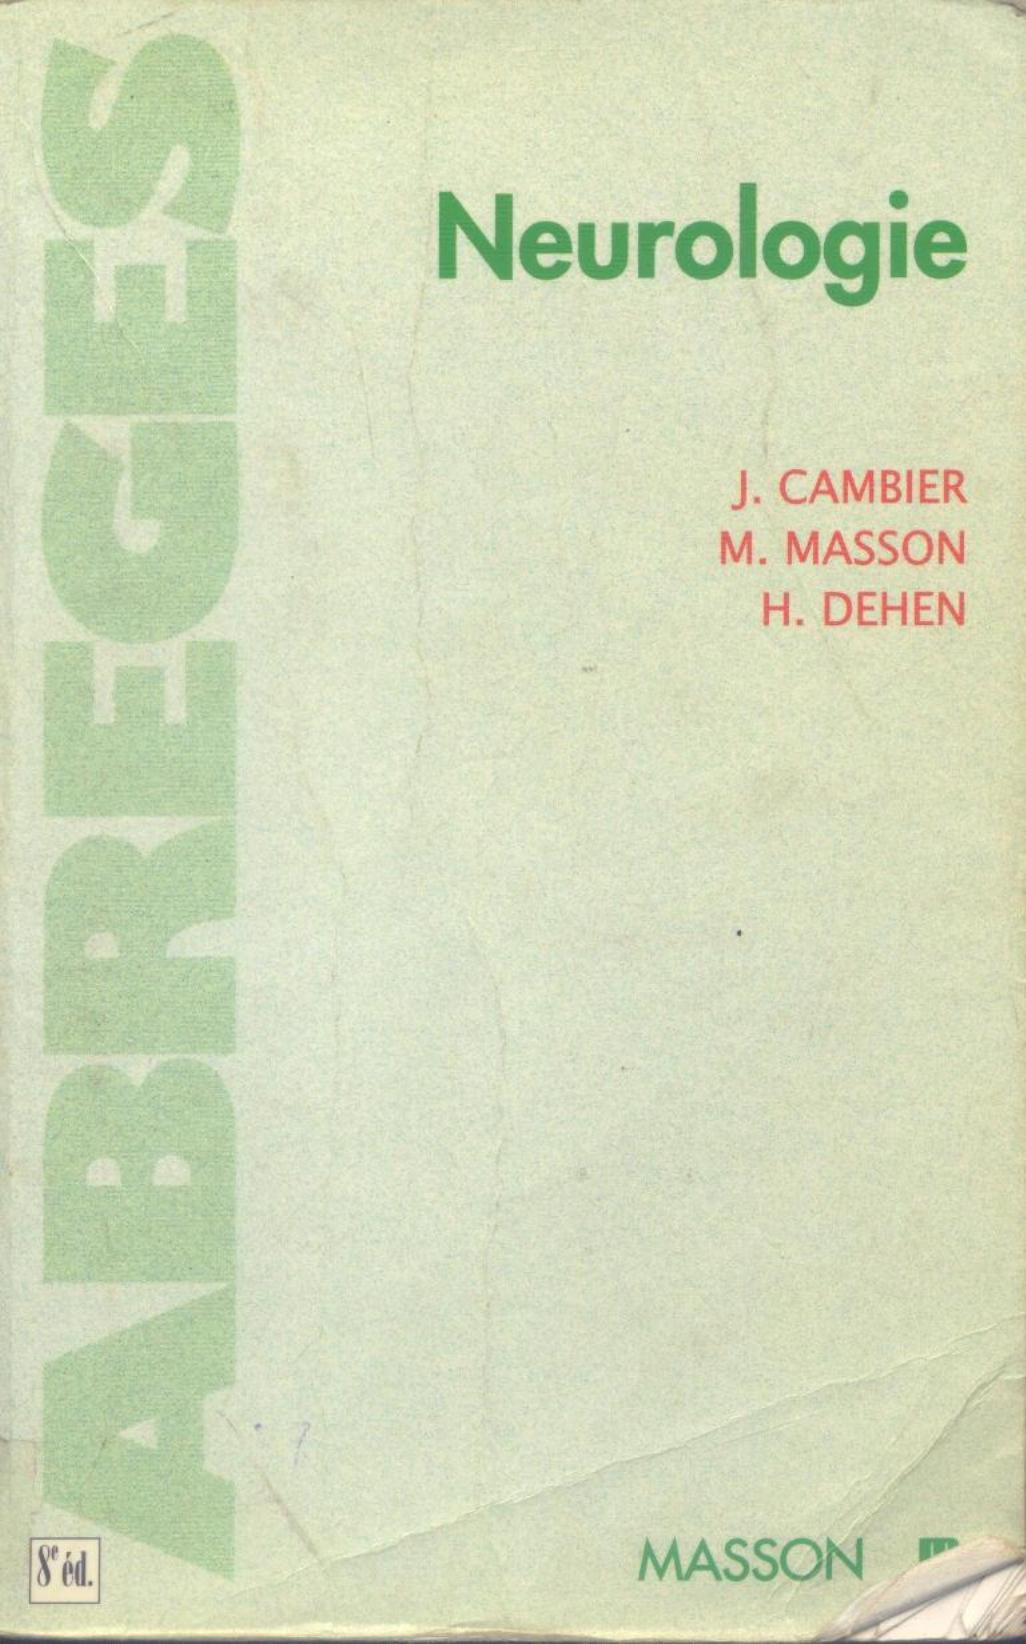 ABREGES
Neurologie
J. CAMBIER
M. MASSON
H. DEHEN
8e éd.
MASSON